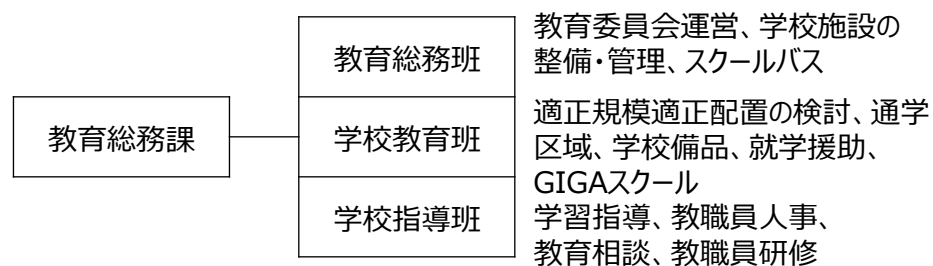 教育総務課
教育総務班
教育委員会運営、学校施設の
整備・管理、スクールバス
学校教育班
適正規模適正配置の検討、通学
区域、学校備品、就学援助、
GIGAスクール
学校指導班
学習指導、教職員人事、
教育相談、教職員研修